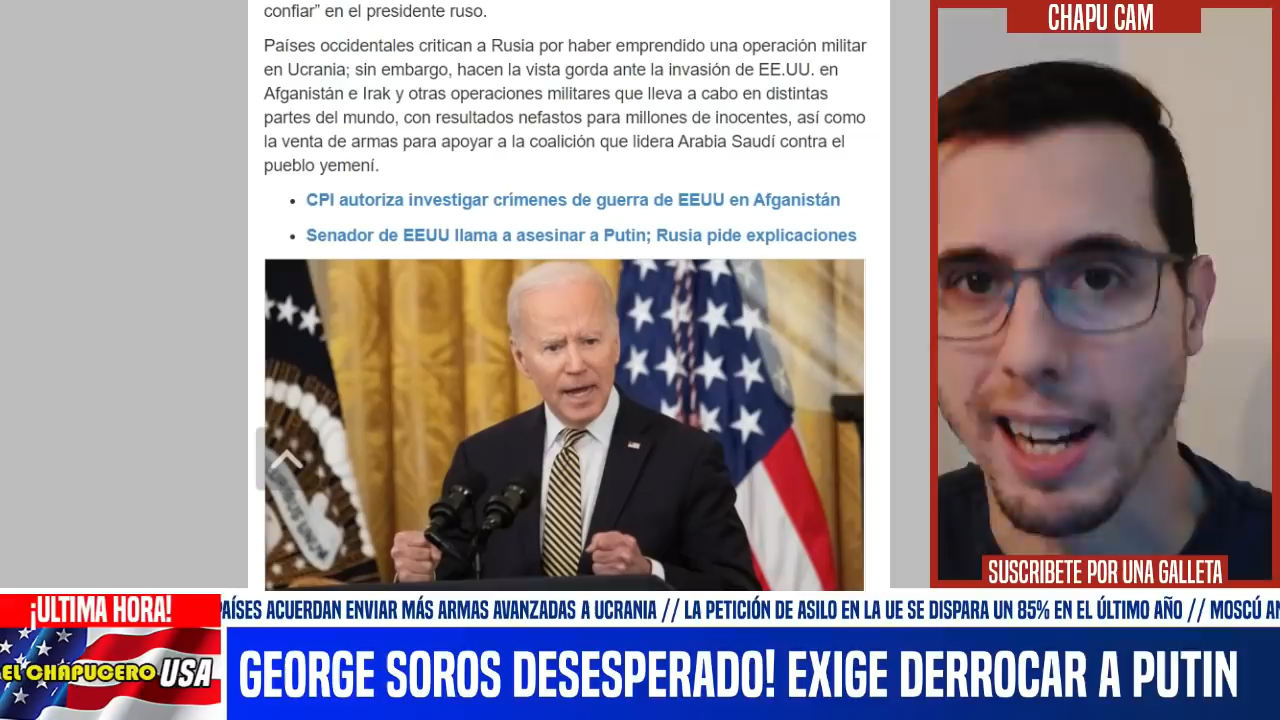 confiar” en el presidente ruso.
Países occidentales critican a Rusia por haber emprendido una operación militar
en Ucrania; sin embargo, hacen la vista gorda ante la invasión de EE.UU. en
Afganistán e Irak y otras operaciones militares que lleva a cabo en distintas
partes del mundo, con resultados nefastos para millones de inocentes, así como
la venta de armas para apoyar a la coalición que lidera Arabia Saudí contra el
pueblo yemení.
• CPI autoriza investigar crímenes de guerra de EEUU en Afganistán
• Senador de EEUU llama a asesinar a Putin; Rusia pide explicaciones
CHAPU CAM
SUSCRIBETE POR UNA GALLETA
¡ULTIMA HORA!
PAÍSES ACUERDAN ENVIAR MÁS ARMAS AVANZADAS A UCRANIA // LA PETICIÓN DE ASILO EN LA UE SE DISPARA UN 85% EN EL ÚLTIMO AÑO // MOSCÚ
EL CHAPUCERO USA
GEORGE SOROS DESESPERADO! EXIGE DERROCAR A PUTIN